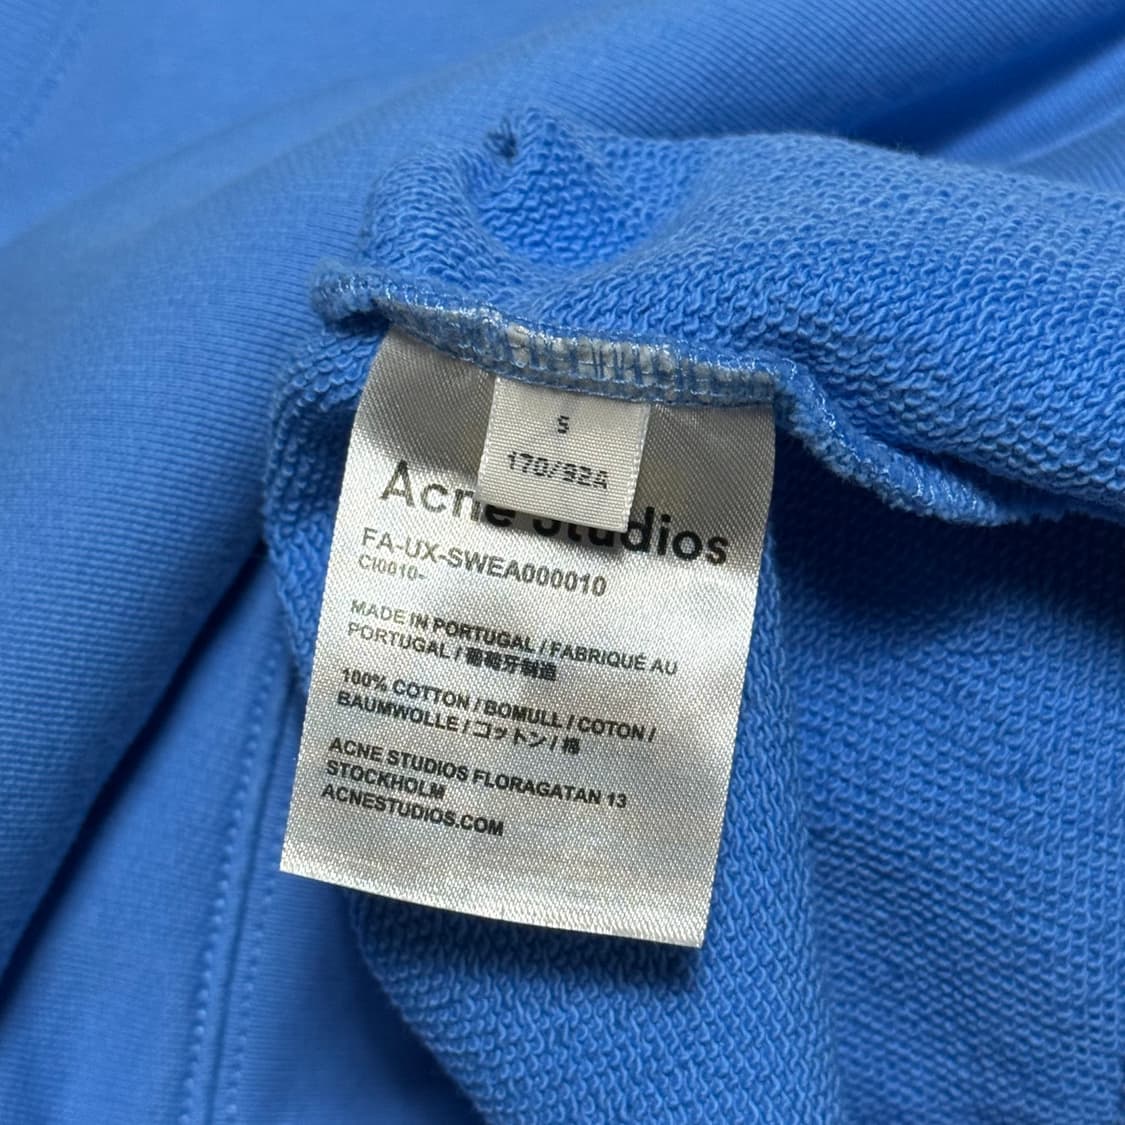 S
170/92A
Acne Studios
FA-UX-SWEA000010
CI0010-
MADE IN PORTUGAL / FABRIQUÉ AU
PORTUGAL / 葡萄牙制造
100% COTTON / BOMULL / COTON /
BAUMWOLLE / コットン / 棉
ACNE STUDIOS FLORAGATAN 13
STOCKHOLM
ACNESTUDIOS.COM